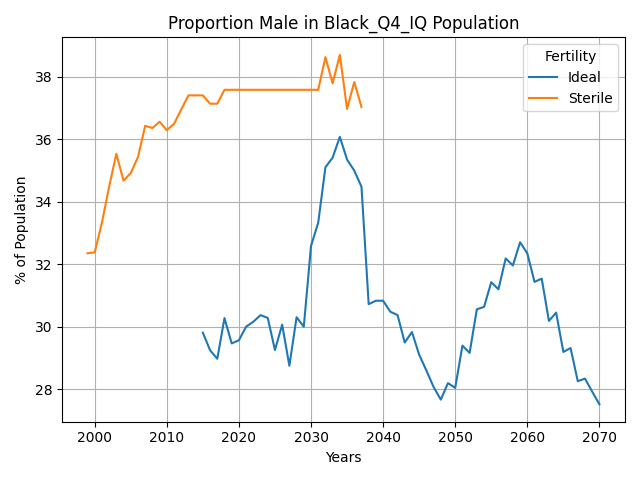 Proportion Male in Black_Q4_IQ Population
Fertility
Ideal
Sterile
% of Population
38
36
34
32
30
28
2000 2010 2020 2030 2040 2050 2060 2070
Years